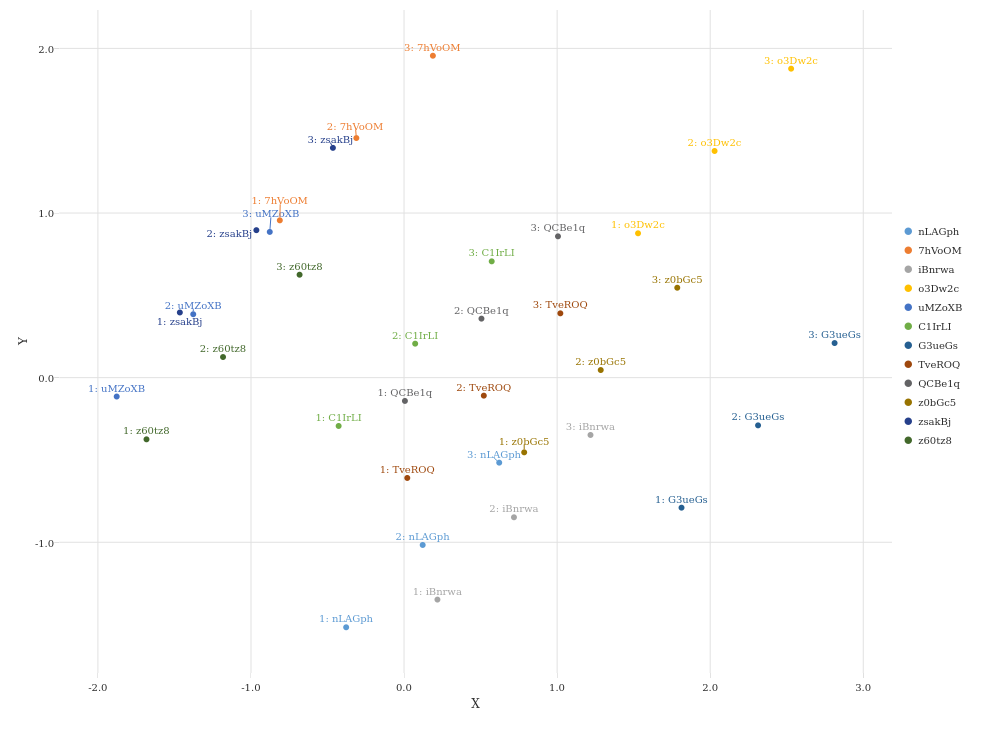 2.0
3: 7hVoOM
3: o3Dw2c
2: 7hVoOM
3: zsakBj
2: o3Dw2c
1: 7hVoOM
1.0
3: uMZoXB
2: zsakBj
3: QCBe1q
1: o3Dw2c
3: C1IrLI
3: z60tz8
3: z0bGc5
2: uMZoXB
1: zsakBj
2: QCBe1q
3: TveROQ
2: C1IrLI
3: G3ueGs
2: z60tz8
2: z0bGc5
0.0
1: uMZoXB
1: QCBe1q
2: TveROQ
1: C1IrLI
2: G3ueGs
1: z60tz8
3: iBnrwa
1: z0bGc5
3: nLAGph
1: TveROQ
1: G3ueGs
2: iBnrwa
-1.0
2: nLAGph
1: iBnrwa
1: nLAGph
Y
-2.0 -1.0 0.0 1.0 2.0 3.0
X
nLAGph
7hVoOM
iBnrwa
o3Dw2c
uMZoXB
C1IrLI
G3ueGs
TveROQ
QCBe1q
z0bGc5
zsakBj
z60tz8